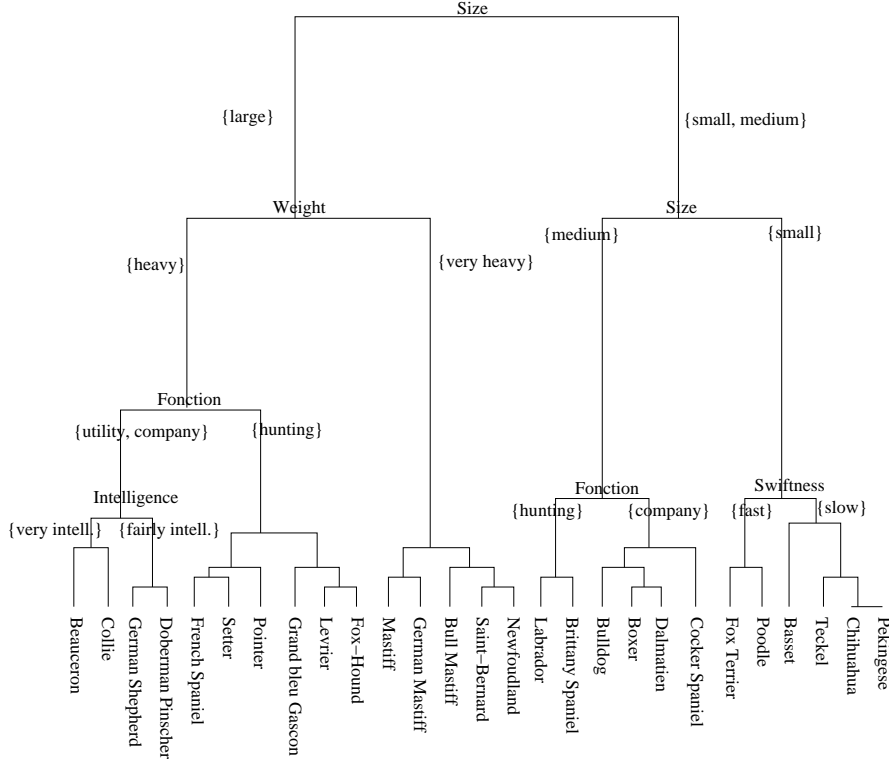 Size
{large}
{small, medium}
Weight
Size
{medium}
{small}
{heavy}
{very heavy}
Fonction
{utility, company}
{hunting}
Intelligence
Fonction
Swiftness
{very intell.}
{fairly intell.}
{hunting}
{company}
{fast}
{slow}
Beauceron
Collie
German Shepherd
Doberman Pinscher
French Spaniel
Setter
Pointer
Grand bleu Gascon
Levrier
Fox−Hound
Mastiff
German Mastiff
Bull Mastiff
Saint−Bernard
Newfoudland
Labrador
Brittany Spaniel
Bulldog
Boxer
Dalmatien
Cocker Spaniel
Fox Terrier
Poodle
Basset
Teckel
Chihuahua
Pekingese